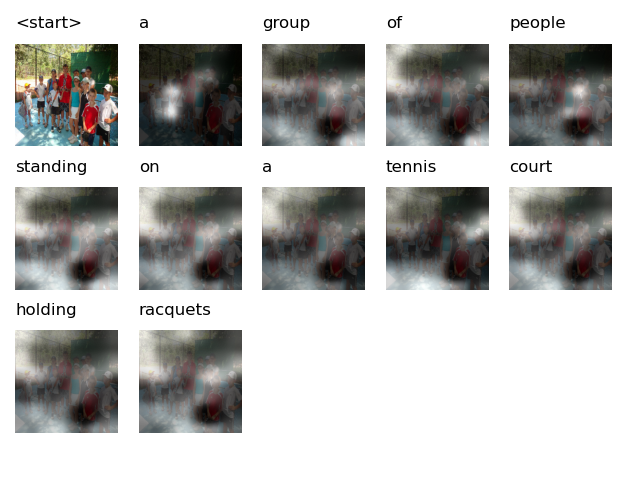 <start> a group of people
standing on a tennis court
holding racquets